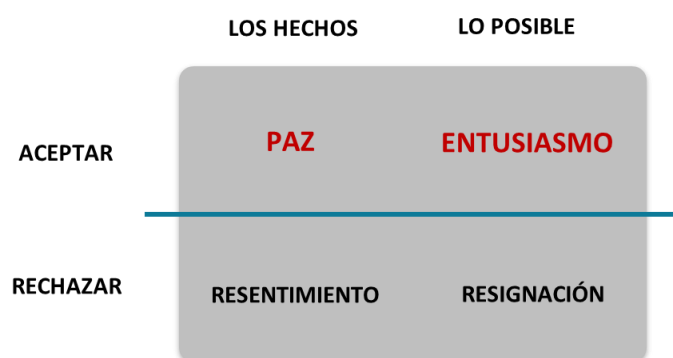 LOS HECHOS LO POSIBLE
ACEPTAR PAZ ENTUSIASMO
RECHAZAR RESENTIMIENTO RESIGNACIÓN